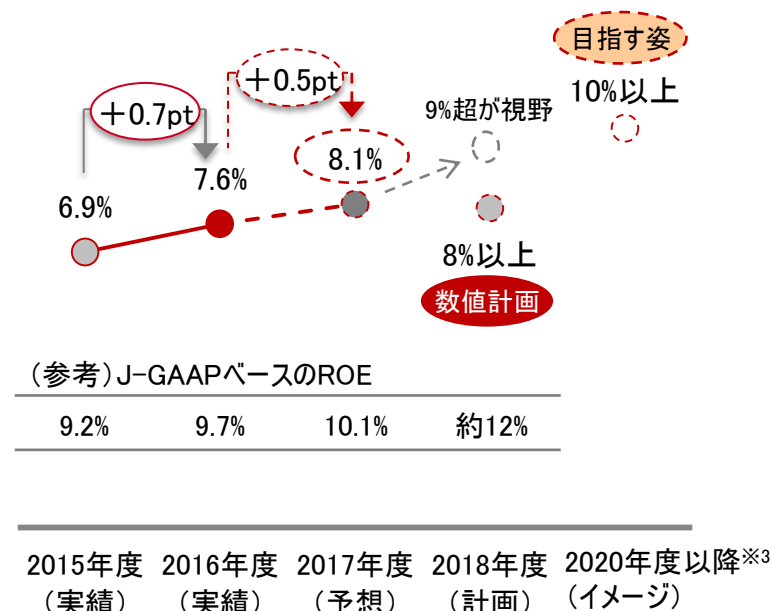 目指す姿
＋0.5pt
10%以上
＋0.7pt
9%超が視野
8.1%
7.6%
6.9%
8%以上
数値計画
（参考）J-GAAPベースのROE
9.2% 9.7% 10.1% 約12%
2015年度 2016年度 2017年度 2018年度 2020年度以降※3
（実績） （実績） （予想） （計画） （イメージ）